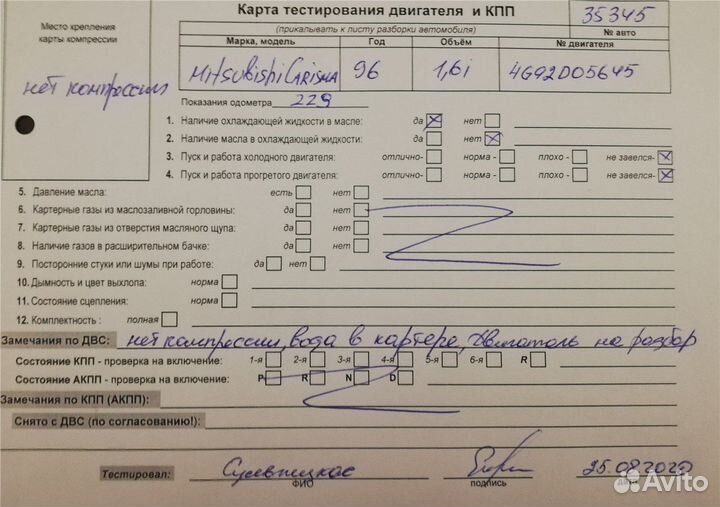 Место крепления
карты компрессии
нет компрессии
Карта тестирования двигателя и КПП
(прикалывать к листу разборки автомобиля)
35345
№ авто
Марка, модель Год Объём № двигателя
Mitsubishi Carisma 96 1,6i 4G92DO5645
Показания одометра 229
1. Наличие охлаждающей жидкости в масле: да нет
2. Наличие масла в охлаждающей жидкости: да нет
3. Пуск и работа холодного двигателя: отлично- норма - плохо - не завелся-
4. Пуск и работа прогретого двигателя: отлично- норма - плохо - не завелся-
5. Давление масла: есть нет
6. Картерные газы из маслозаливной горловины: да нет
7. Картерные газы из отверстия масляного щупа: да нет
8. Наличие газов в расширительном бачке: да нет
9. Посторонние стуки или шумы при работе: да нет
10. Дымность и цвет выхлопа: норма
11. Состояние сцепления: норма
12. Комплектность : полная
Замечания по ДВС: нет компрессии, вода в картере, двигатель на разбор
Состояние КПП - проверка на включение: 1-я 2-я 3-я 4-я 5-я 6-я R
Состояние АКПП - проверка на включение: P R N D
Замечания по КПП (АКПП):
Снято с ДВС (по согласованию!):
Тестировал: 25.08.2020
ФИО подпись дата
Avito